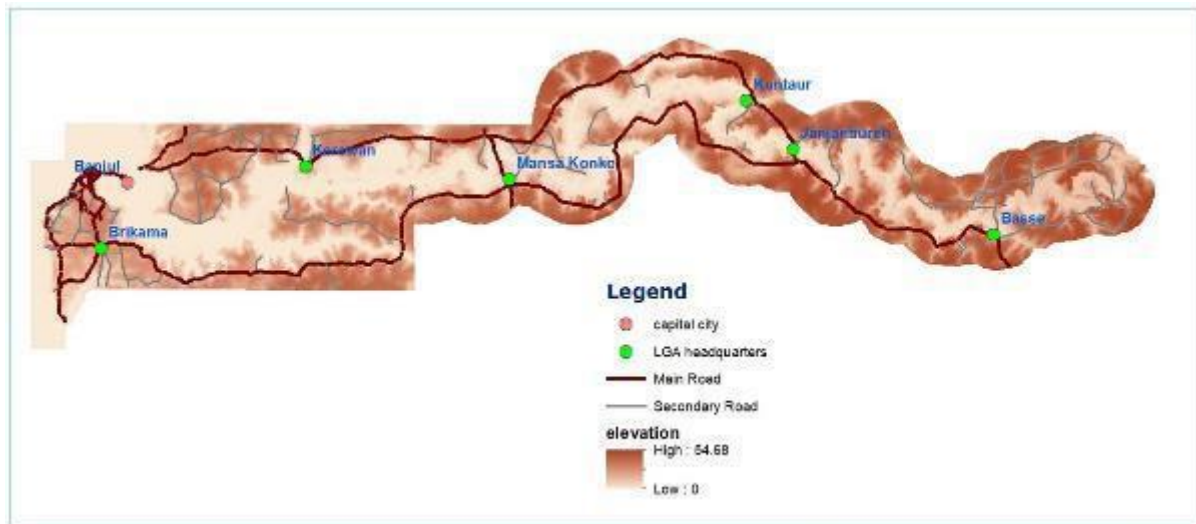 Kuntaur
Janjanbureh
Kerewan
Mansa Konko
Banjul
Basse
Brikama
Legend
capital city
LGA headquarters
Main Road
Secondary Road
elevation
High : 54.68
Low : 0